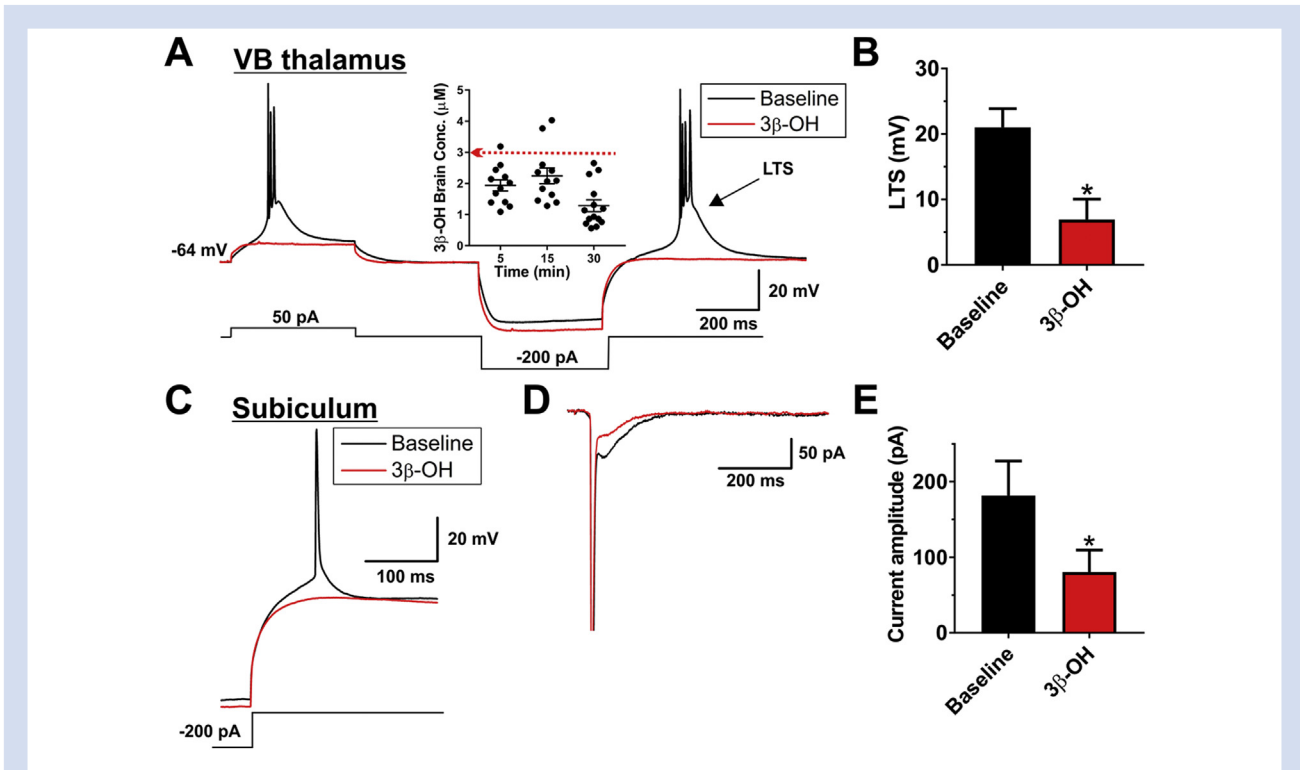 A
VB thalamus
3β-OH Brain Conc. (μM)
5
4
3
2
1
0
5
15
30
Time (min)
Baseline
3β-OH
LTS
-64 mV
20 mV
200 ms
50 pA
-200 pA
B
LTS (mV)
30
20
10
0
*
Baseline
3β-OH
C
Subiculum
Baseline
3β-OH
20 mV
100 ms
-200 pA
D
50 pA
200 ms
E
Current amplitude (pA)
200
100
0
*
Baseline
3β-OH